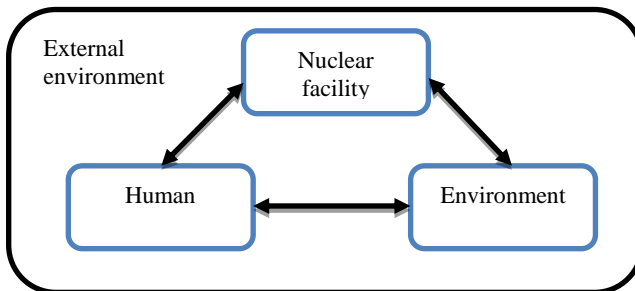 External
environment
Nuclear
facility
Human
Environment